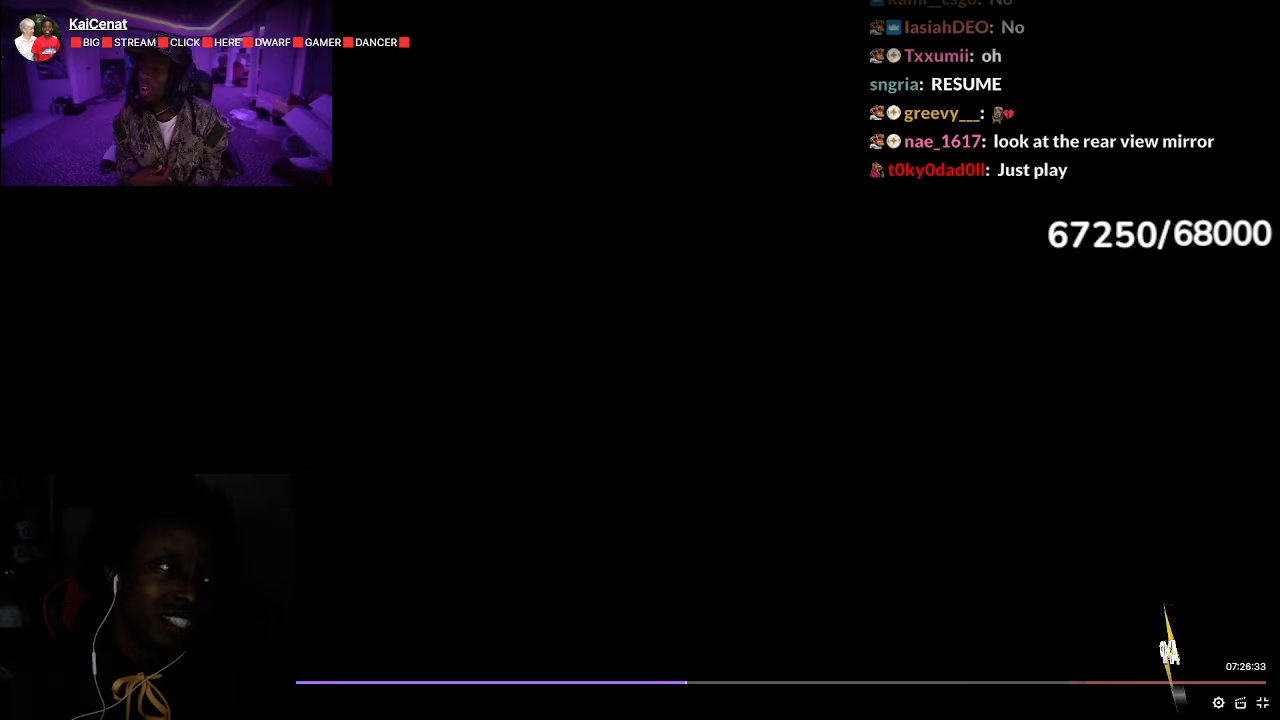 KaiCenat
BIG STREAM CLICK HERE DWARF GAMER DANCER
IasiahDEO: No
Txxumii: oh
sngria: RESUME
greevy___:
nae_1617: look at the rear view mirror
t0ky0dad0ll: Just play
67250/68000
07:26:33